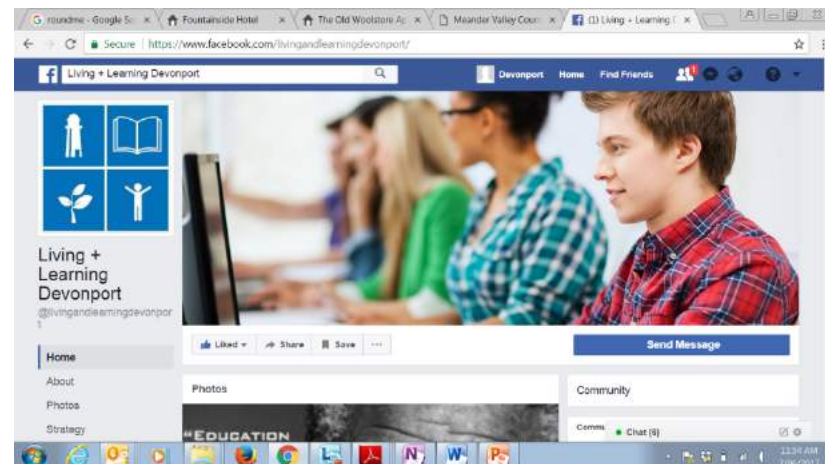 roundme - Google Se
Fountainside Hotel
The Old Woolstore Ap
Meander Valley Coun
(1) Living + Learning D
Secure
https://www.facebook.com/livingandlearningdevonport/
Living + Learning Devonport
Devonport
Home
Find Friends
1
Living +
Learning
Devonport
@livingandlearningdevonpor
t
Liked
Share
Save
Send Message
Home
About
Photos
Strategy
Photos
Community
"EDUCATION
Chat (6)
11:34 AM